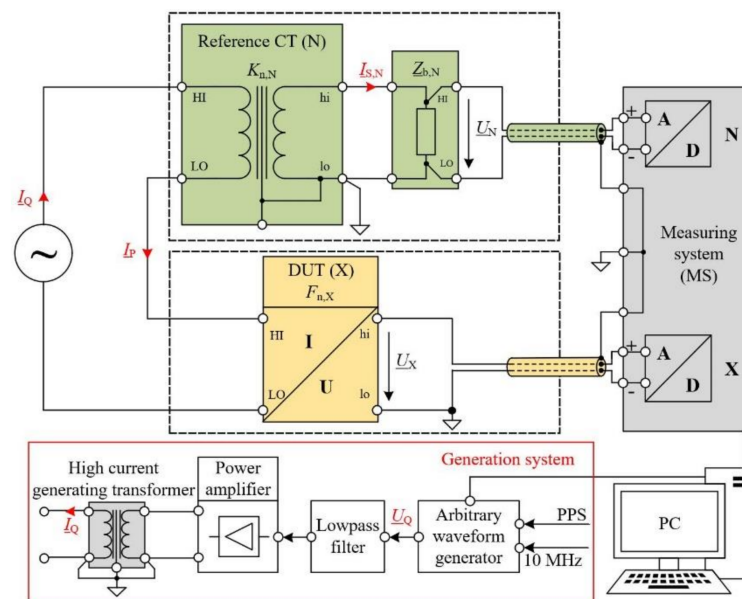 Reference CT (N)
K_n,N
HI
LO
hi
lo
I_S,N
Z_b,N
HI
LO
U_N
+
-
A
D
N
I_Q
~
I_P
DUT (X)
F_n,X
HI
I
hi
LO
U
lo
U_X
Measuring
system
(MS)
+
-
A
D
X
Generation system
High current
generating transformer
I_Q
Power
amplifier
Lowpass
filter
U_Q
Arbitrary
waveform
generator
PPS
10 MHz
PC